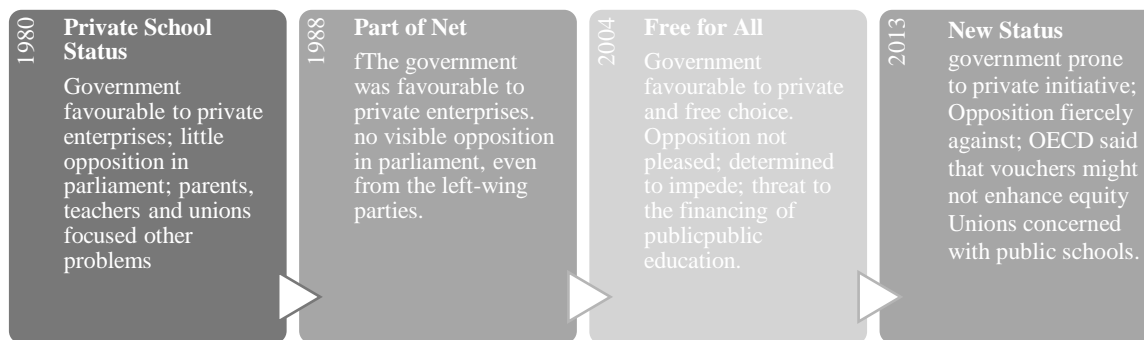 1980
Private School
Status
Government
favourable to private
enterprises; little
opposition in
parliament; parents,
teachers and unions
focused other
problems
1988
Part of Net
fThe government
was favourable to
private enterprises.
no visible opposition
in parliament, even
from the left-wing
parties.
2004
Free for All
Government
favourable to private
and free choice.
Opposition not
pleased; determined
to impede; threat to
the financing of
publicpublic
education.
2013
New Status
government prone
to private initiative;
Opposition fiercely
against; OECD said
that vouchers might
not enhance equity
Unions concerned
with public schools.